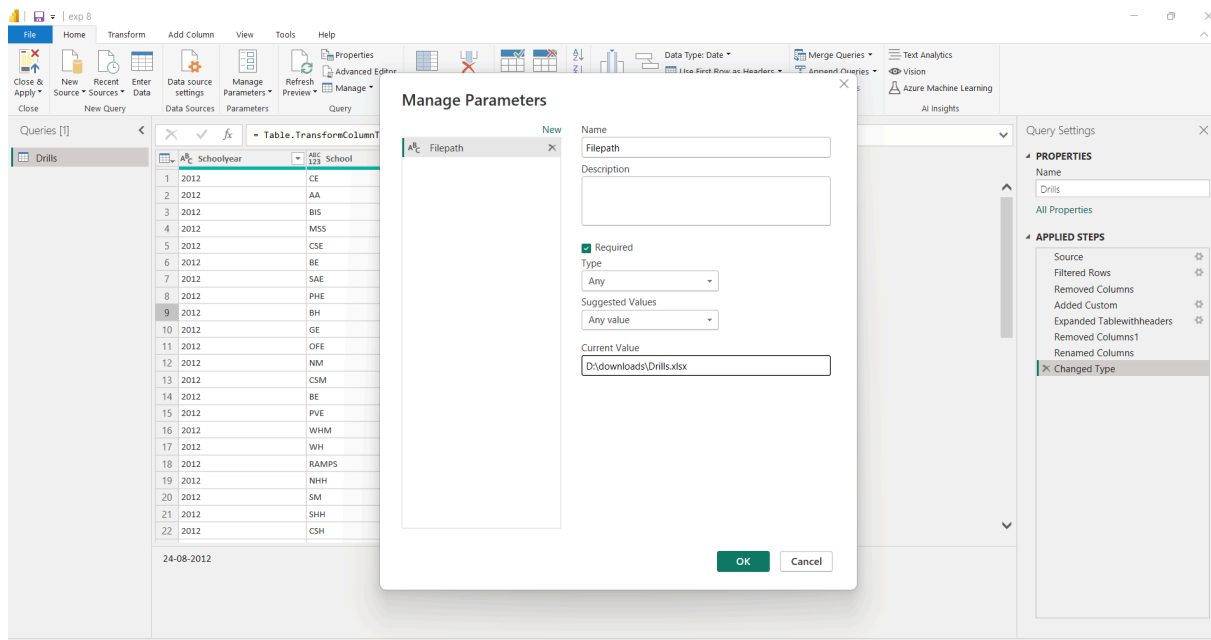 exp 8
File Home Transform Add Column View Tools Help
Close & Apply
New Source
Recent Sources
Enter Data
Data source settings
Manage Parameters
Refresh Preview
Properties
Advanced Editor
Manage
Data Type: Date
Use First Row as Headers
Merge Queries
Append Queries
Text Analytics
Vision
Azure Machine Learning
Close New Query Data Sources Parameters Query AI Insights
Queries [1]
Drills
fx = Table.TransformColumnT
ABC Schoolyear ABC 123 School
1 2012 CE
2 2012 AA
3 2012 BIS
4 2012 MSS
5 2012 CSE
6 2012 BE
7 2012 SAE
8 2012 PHE
9 2012 BH
10 2012 GE
11 2012 OFE
12 2012 NM
13 2012 CSM
14 2012 BE
15 2012 PVE
16 2012 WHM
17 2012 WH
18 2012 RAMPS
19 2012 NHH
20 2012 SM
21 2012 SHH
22 2012 CSH
24-08-2012
Manage Parameters
New
ABC Filepath
Name
Filepath
Description
Required
Type
Any
Suggested Values
Any value
Current Value
D:\downloads\Drills.xlsx
OK Cancel
Query Settings
PROPERTIES
Name
Drills
All Properties
APPLIED STEPS
Source
Filtered Rows
Removed Columns
Added Custom
Expanded Tablewithheaders
Removed Columns1
Renamed Columns
Changed Type